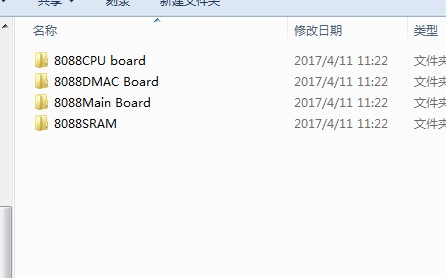 共享 刻录 新建文件夹
名称 修改日期 类型
8088CPU board 2017/4/11 11:22 文件夹
8088DMAC Board 2017/4/11 11:22 文件夹
8088Main Board 2017/4/11 11:22 文件夹
8088SRAM 2017/4/11 11:22 文件夹